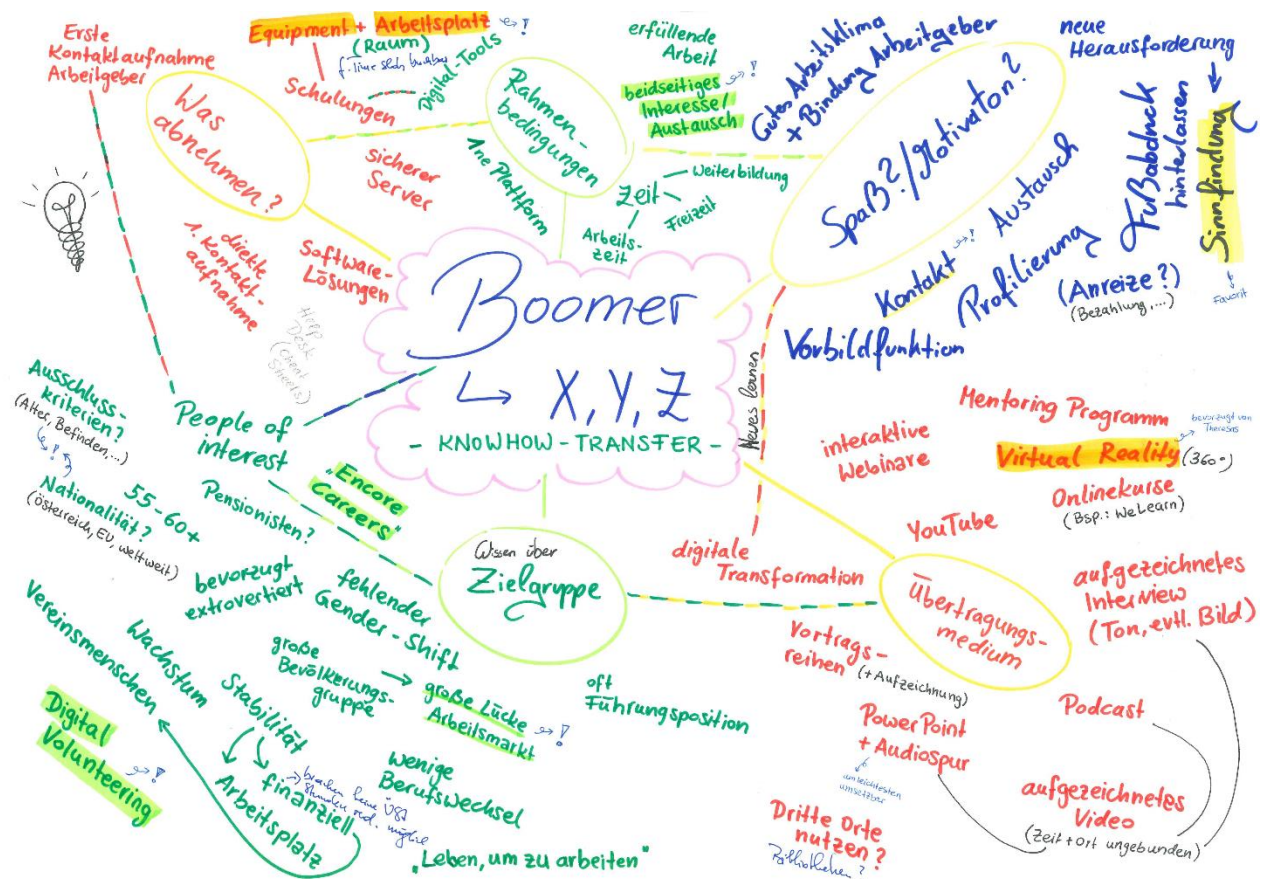 Boomer
↳ X, Y, Z
- KNOWHOW-TRANSFER -
Erste
Kontaktaufnahme
Arbeitgeber
Was
abnehmen?
Equipment + Arbeitsplatz
(Raum)
Schulungen
Digital-Tools
sicherer
Server
Software-
Lösungen
direkte
1. Kontakt-
aufnahme
Desk
(Cheat
Sheets)
Rahmen-
bedingungen
1ne Plattform
erfüllende
Arbeit
beidseitiges
Interesse/
Austausch
Zeit
Weiterbildung
Freizeit
Arbeits-
zeit
Spaß?/Motivaton?
Gutes Arbeitsklima
+ Bindung Arbeitgeber
neue
Herausforderung
Sinnfindung
Favorit
Fußabdruck
hinterlassen
Austausch
Kontakt
Profilierung
(Anreize?)
(Bezahlung,...)
Vorbildfunktion
Neues lernen
digitale
Transformation
Übertragungs-
medium
Mentoring Programm
interaktive
Webinare
bevorzugt von
Virtual Reality (360°)
Onlinekurse
(Bsp.: WeLearn)
YouTube
aufgezeichnetes
Interview
(Ton, evtl. Bild)
Vortrags-
reihen (+Aufzeichnung)
PowerPoint
+ Audiospur
am leichtesten
umsetzbar
Podcast
aufgezeichnetes
Video
(Zeit+Ort ungebunden)
Dritte Orte
nutzen?
Bibliotheken?
Wissen über
Zielgruppe
People of
interest
Ausschluss-
kriterien?
(Alter, Befinden,...)
Nationalität?
(Österreich, EU, weltweit)
55-60+
Pensionisten?
"Encore
Careers"
bevorzugt
extrovertiert
fehlender
Gender-Shift
große
Bevölkerungs-
gruppe
große Lücke
Arbeitsmarkt
oft
Führungsposition
wenige
Berufswechsel
"Leben, um zu arbeiten"
Wachstum
Stabilität
finanziell
Arbeitsplatz
Vereinsmenschen
Digital
Volunteering